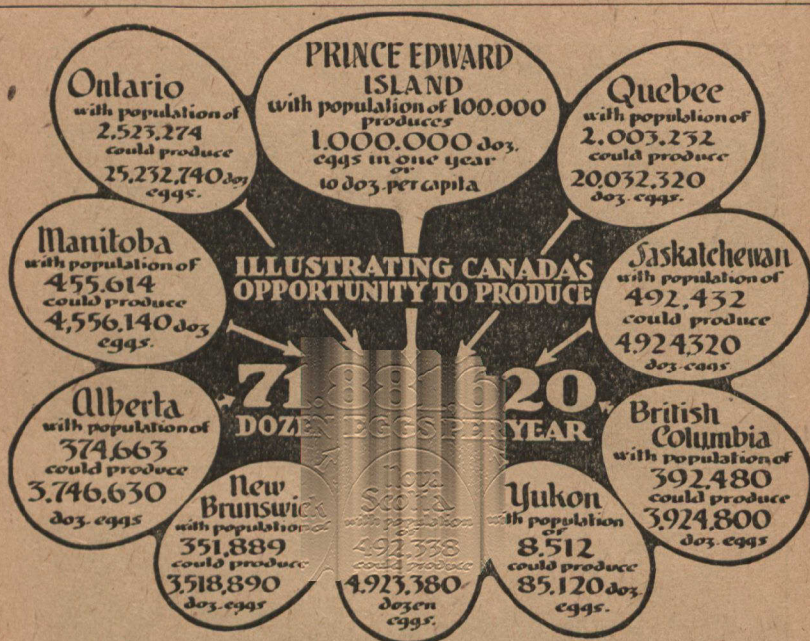 PRINCE EDWARD
ISLAND
with population of 100.000
produces
1.000.000 doz.
eggs in one year
or
10 doz. per capita
Ontario
with population of
2,523,274
could produce
25,232,740 doz
eggs.
Quebec
with population of
2.003.232
could produce
20.032.320
doz. eggs.
Manitoba
with population of
455,614
could produce
4,556,140 doz
eggs.
ILLUSTRATING CANADA'S
OPPORTUNITY TO PRODUCE
Saskatchewan
with population of
492,432
could produce
4.924.320
doz. eggs
71.881.620
DOZEN EGGS PER YEAR
Alberta
with population of
374,663
could produce
3.746,630
doz. eggs
British
Columbia
with population of
392,480
could produce
3,924,800
doz. eggs
New
Brunswick
with population of
351,889
could produce
3,518,890
doz. eggs
Nova
Scotia
with population
of
492,338
could produce
4,923,380
dozen
eggs.
Yukon
with population
of
8.512
could produce
85,120 doz.
eggs.